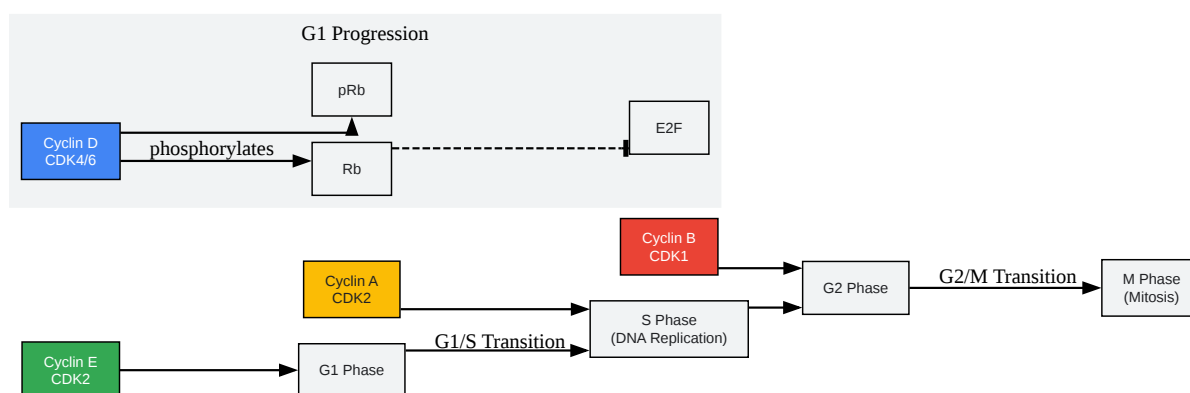 G1 Progression
pRb
E2F
Cyclin D
CDK4/6
phosphorylates
Rb
Cyclin B
CDK1
Cyclin A
CDK2
G2 Phase
G2/M Transition
M Phase
(Mitosis)
S Phase
(DNA Replication)
G1/S Transition
Cyclin E
CDK2
G1 Phase